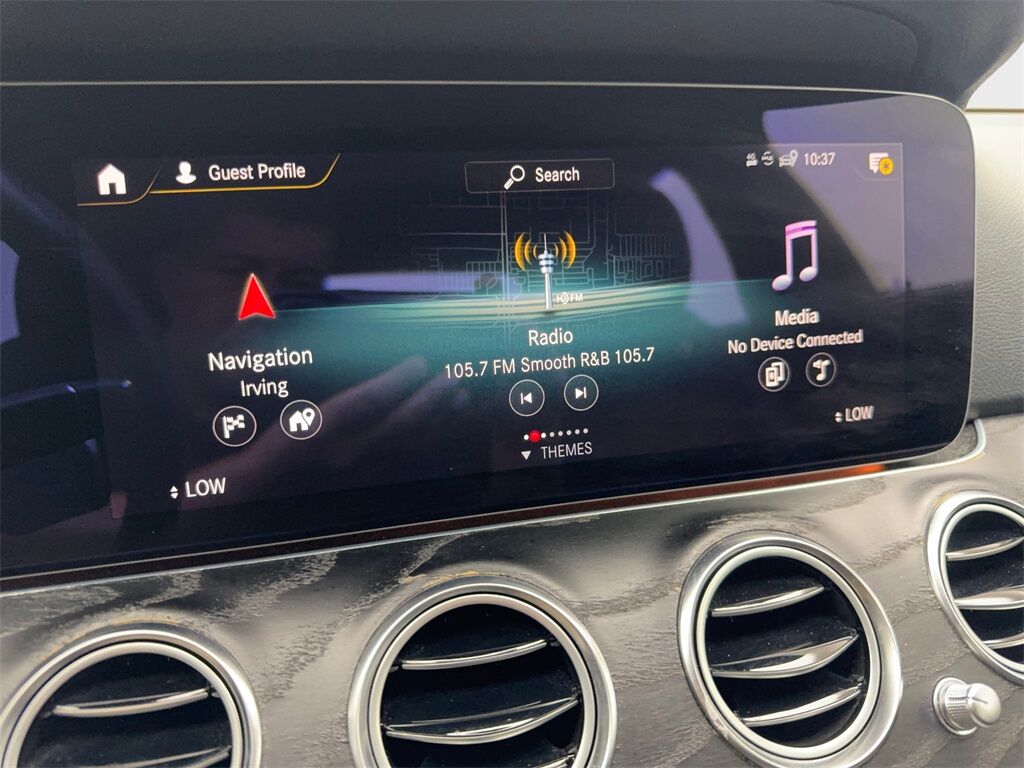 Guest Profile
Search
10:37
HD FM
Navigation
Irving
Radio
105.7 FM Smooth R&B 105.7
Media
No Device Connected
LOW
THEMES
LOW